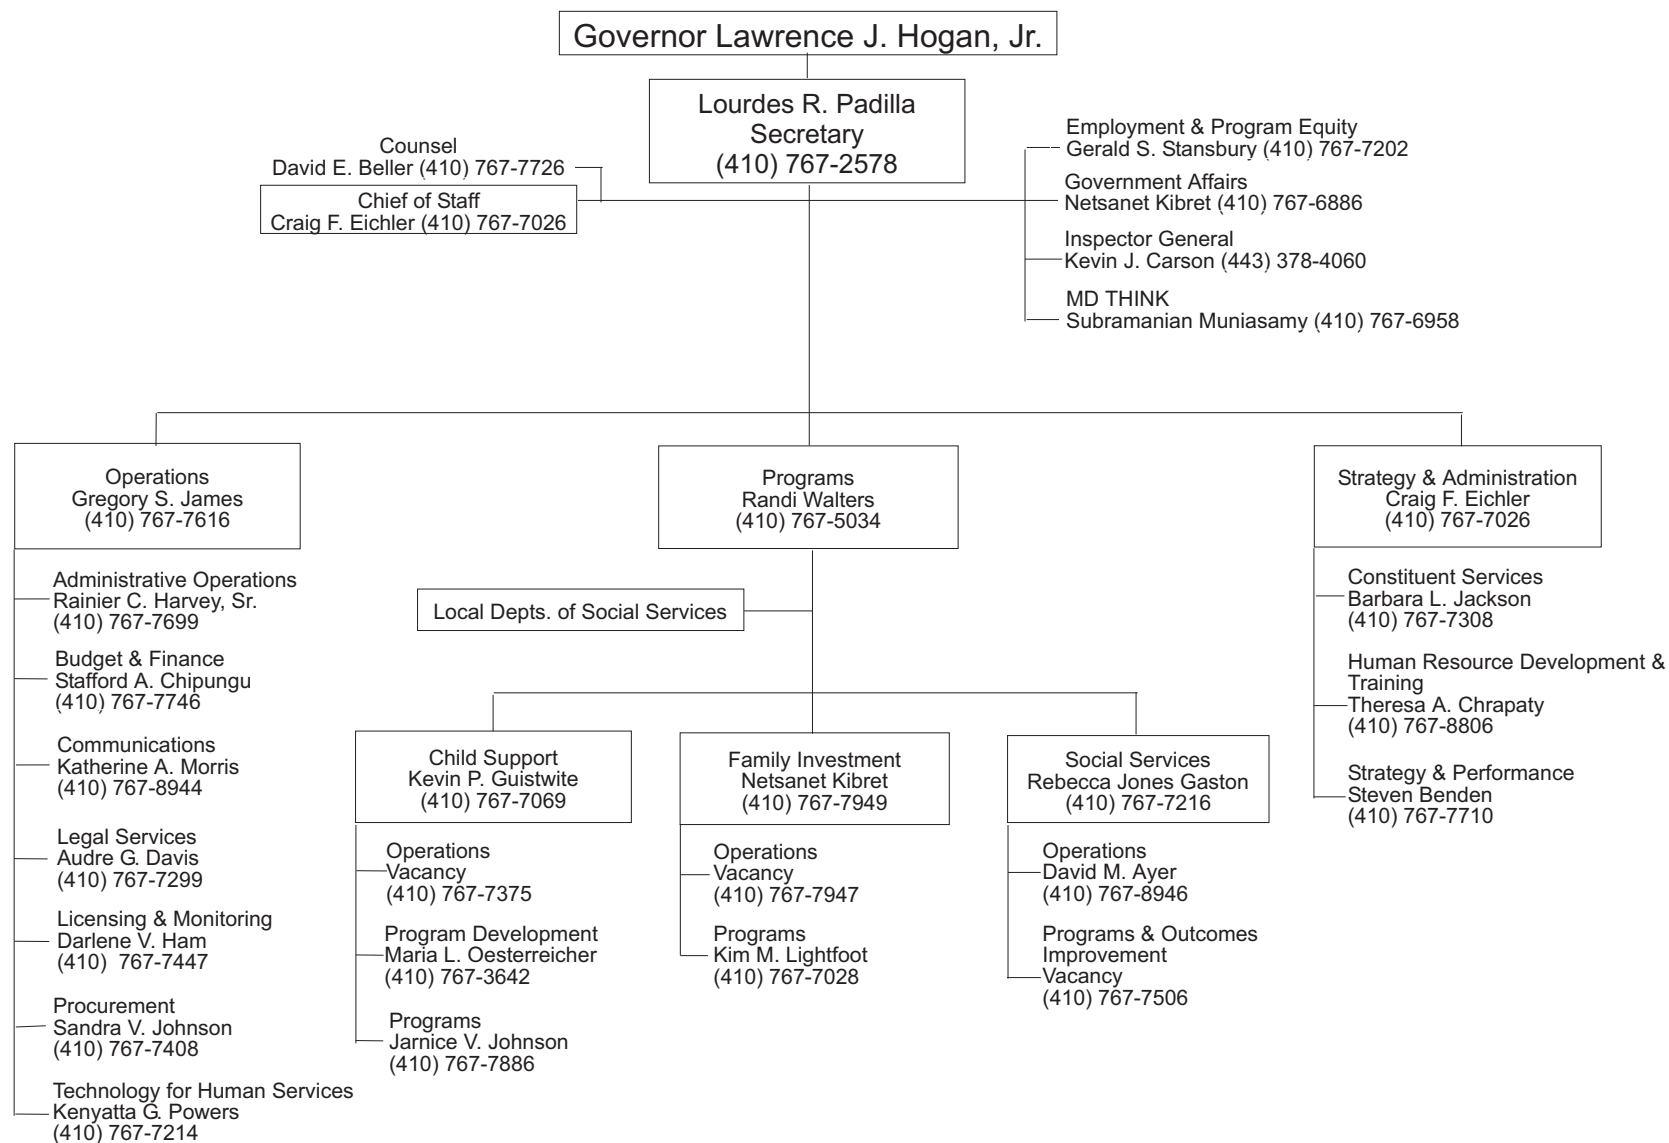 Governor Lawrence J. Hogan, Jr.
Lourdes R. Padilla
Secretary
(410) 767-2578
Counsel
David E. Beller (410) 767-7726
Chief of Staff
Craig F. Eichler (410) 767-7026
Employment & Program Equity
Gerald S. Stansbury (410) 767-7202
Government Affairs
Netsanet Kibret (410) 767-6886
Inspector General
Kevin J. Carson (443) 378-4060
MD THINK
Subramanian Muniasamy (410) 767-6958
Operations
Gregory S. James
(410) 767-7616
Administrative Operations
Rainier C. Harvey, Sr.
(410) 767-7699
Budget & Finance
Stafford A. Chipungu
(410) 767-7746
Communications
Katherine A. Morris
(410) 767-8944
Legal Services
Audre G. Davis
(410) 767-7299
Licensing & Monitoring
Darlene V. Ham
(410)  767-7447
Procurement
Sandra V. Johnson
(410) 767-7408
Technology for Human Services
Kenyatta G. Powers
(410) 767-7214
Programs
Randi Walters
(410) 767-5034
Local Depts. of Social Services
Child Support
Kevin P. Guistwite
(410) 767-7069
Operations
Vacancy
(410) 767-7375
Program Development
Maria L. Oesterreicher
(410) 767-3642
Programs
Jarnice V. Johnson
(410) 767-7886
Family Investment
Netsanet Kibret
(410) 767-7949
Operations
Vacancy
(410) 767-7947
Programs
Kim M. Lightfoot
(410) 767-7028
Social Services
Rebecca Jones Gaston
(410) 767-7216
Operations
David M. Ayer
(410) 767-8946
Programs & Outcomes
Improvement
Vacancy
(410) 767-7506
Strategy & Administration
Craig F. Eichler
(410) 767-7026
Constituent Services
Barbara L. Jackson
(410) 767-7308
Human Resource Development &
Training
Theresa A. Chrapaty
(410) 767-8806
Strategy & Performance
Steven Benden
(410) 767-7710